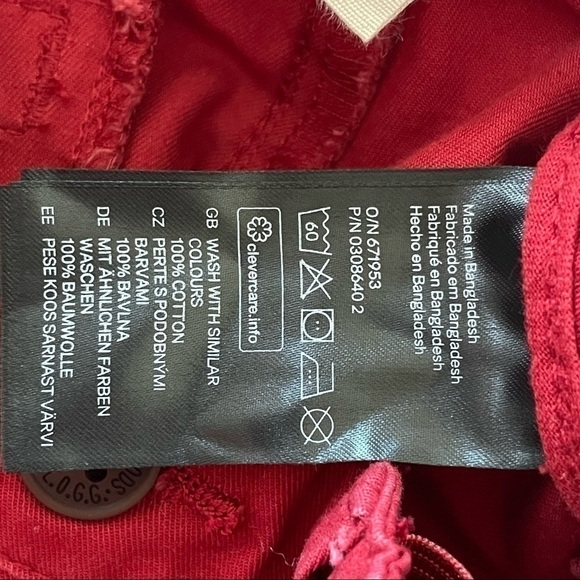 Made in Bangladesh
Fabricado em Bangladesh
Fabriqué en Bangladesh
Hecho en Bangladesh
O/N 671953
P/N 0308640 2
60
clevercare.info
GB WASH WITH SIMILAR
COLOURS
100% COTTON
CZ PERTE S PODOBNÝMI
BARVAMI
100% BAVLNA
DE MIT ÄHNLICHEN FARBEN
WASCHEN
100% BAUMWOLLE
EE PESE KOOS SARNAST VÄRVI
L.O.G.G.